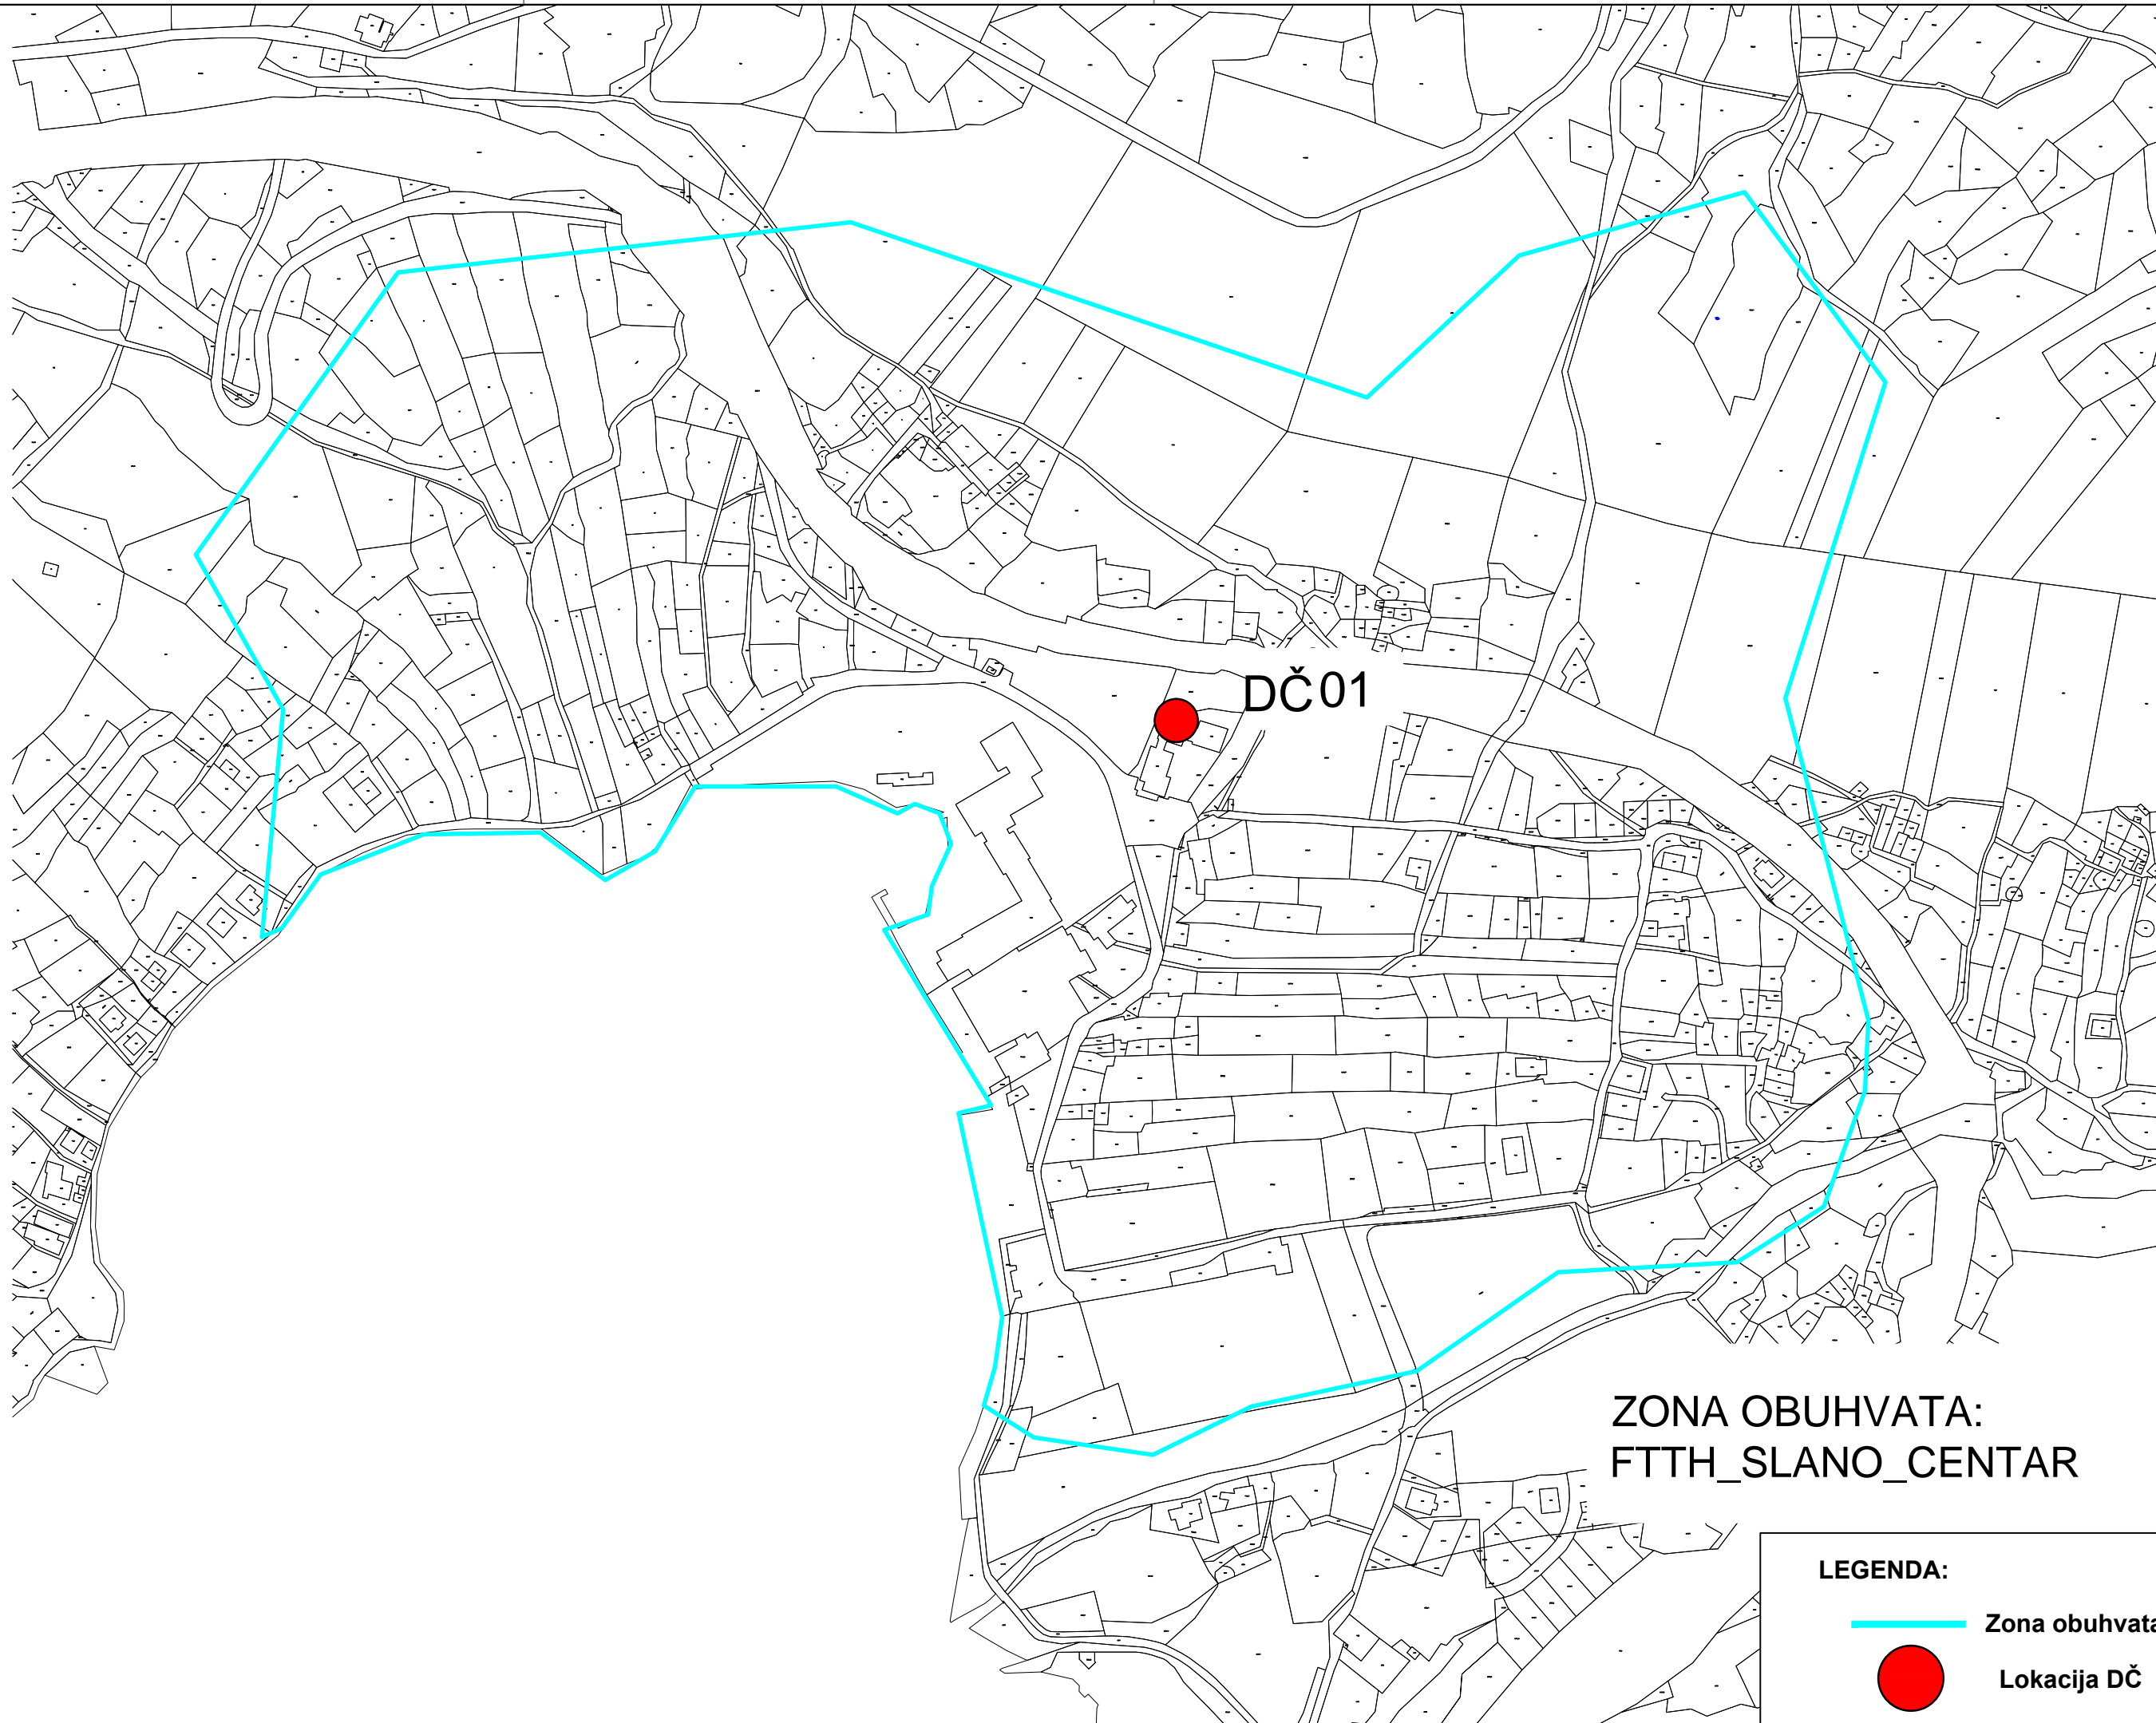 DČ01
ZONA OBUHVATA:
FTTH_SLANO_CENTAR
LEGENDA:
Zona obuhvata
Lokacija DČ